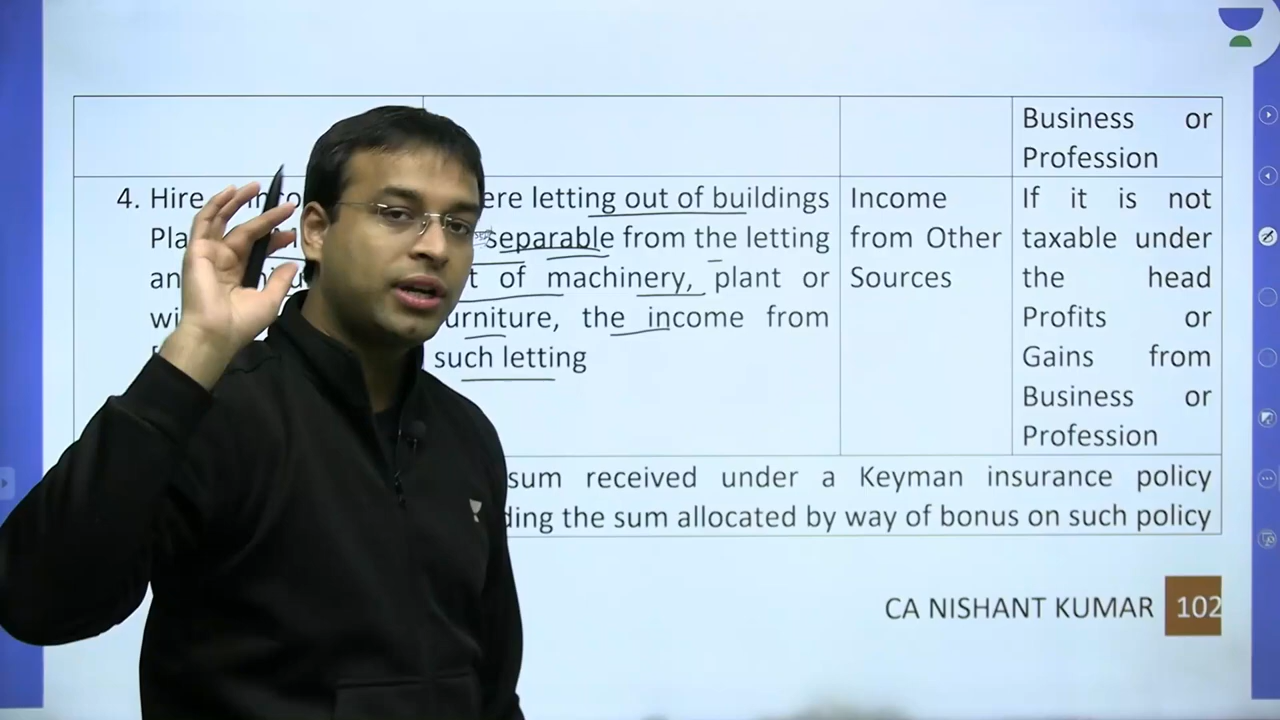 Business or
Profession
4. Hire letting out of buildings
separable from the letting
of machinery, plant or
the income from
such letting
Income
from Other
Sources
If it is not
taxable under
the head
Profits or
Gains from
Business or
Profession
sum received under a Keyman insurance policy
the sum allocated by way of bonus on such policy
CA NISHANT KUMAR 102